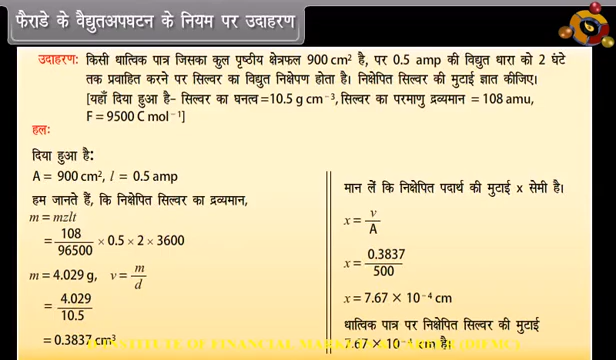 फैराडे के वैद्युतअपघटन के नियम पर उदाहरण
उदाहरण: किसी धात्विक पात्र जिसका कुल पृष्ठीय क्षेत्रफल 900 cm² है, पर 0.5 amp की विद्युत धारा को 2 घंटे
तक प्रवाहित करने पर सिल्वर का विद्युत निक्षेपण होता है। निक्षेपित सिल्वर की मुटाई ज्ञात कीजिए।
[यहाँ दिया हुआ है– सिल्वर का घनत्व = 10.5 g cm⁻³, सिल्वर का परमाणु द्रव्यमान = 108 amu,
F = 9500 C mol⁻¹]
हलः
दिया हुआ है:
A = 900 cm², I = 0.5 amp
हम जानते हैं, कि निक्षेपित सिल्वर का द्रव्यमान,
m = mzIt
= 108/96500 × 0.5 × 2 × 3600
m = 4.029 g, v = m/d
= 4.029/10.5
= 0.3837 cm³
मान लें कि निक्षेपित पदार्थ की मुटाई x सेमी है।
x = v/A
x = 0.3837/500
x = 7.67 × 10⁻⁴ cm
धात्विक पात्र पर निक्षेपित सिल्वर की मुटाई
7.67 × 10⁻⁴ cm है।
INSTITUTE OF FINANCIAL MARKET